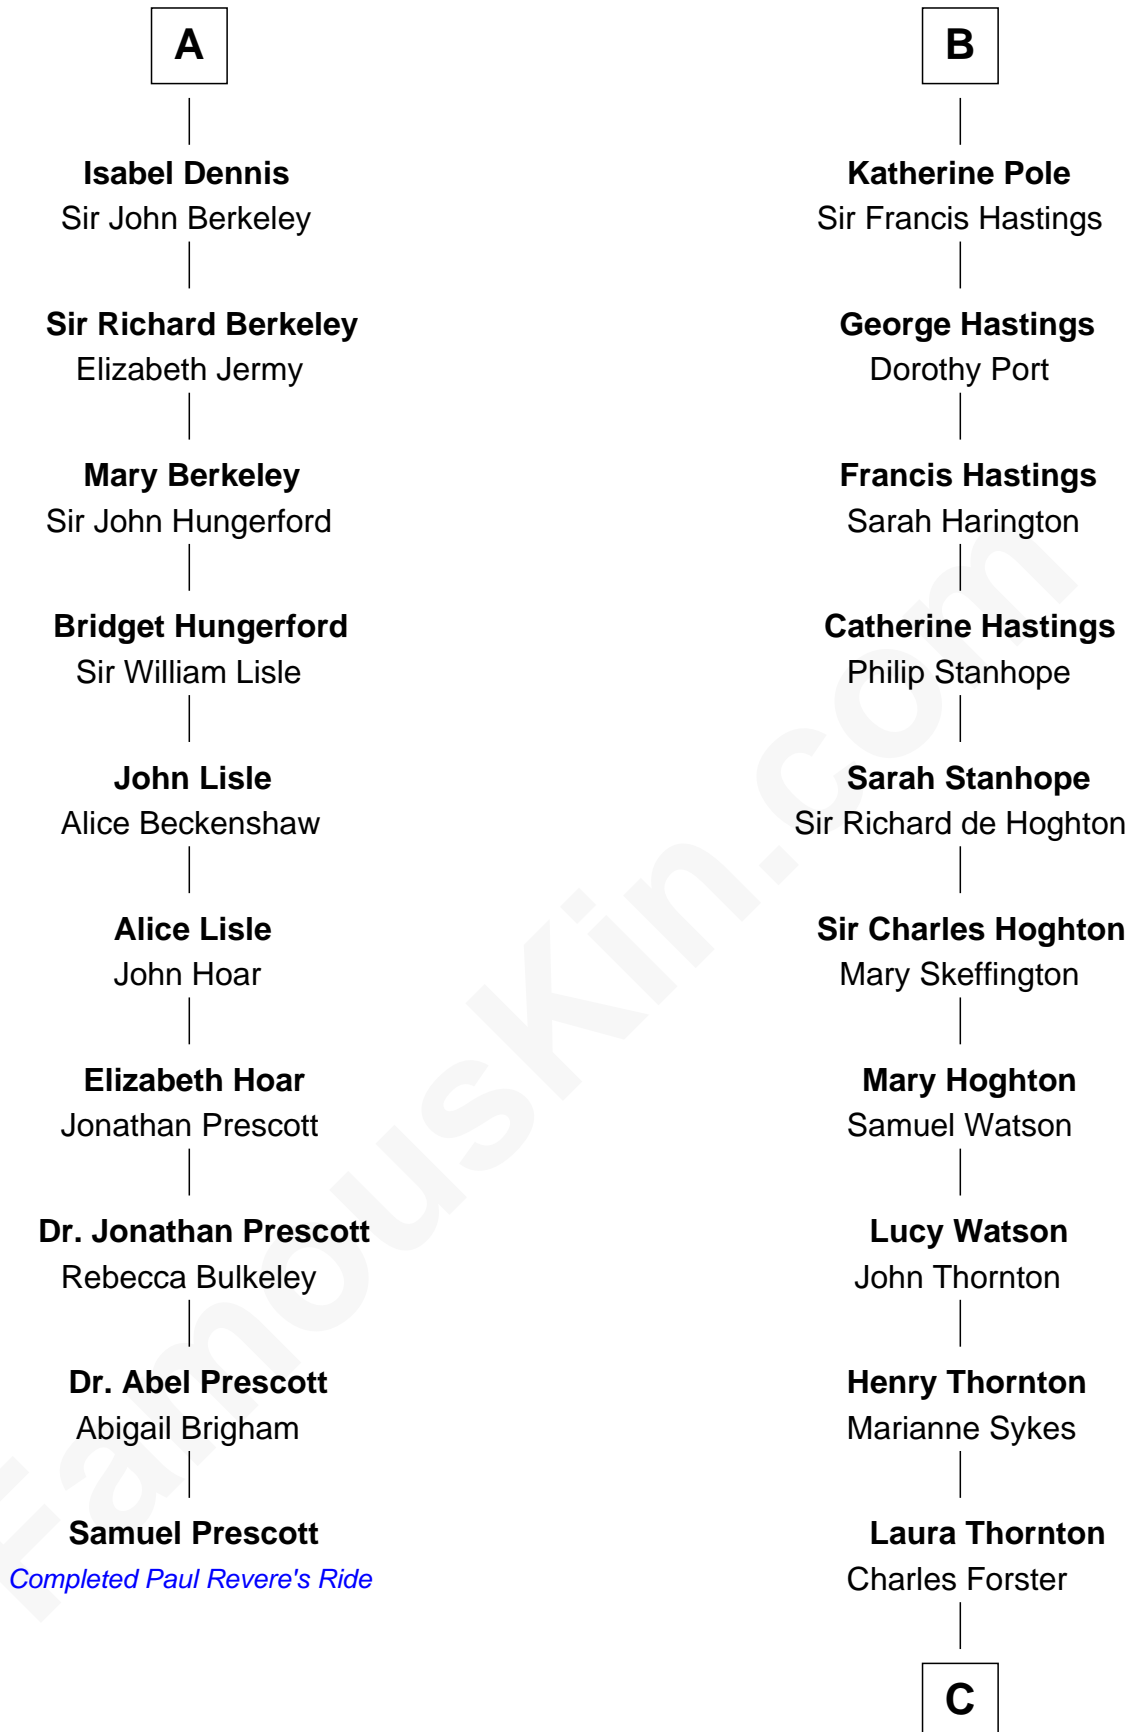 A
Isabel Dennis
Sir John Berkeley
Sir Richard Berkeley
Elizabeth Jermy
Mary Berkeley
Sir John Hungerford
Bridget Hungerford
Sir William Lisle
John Lisle
Alice Beckenshaw
Alice Lisle
John Hoar
Elizabeth Hoar
Jonathan Prescott
Dr. Jonathan Prescott
Rebecca Bulkeley
Dr. Abel Prescott
Abigail Brigham
Samuel Prescott
Completed Paul Revere's Ride
B
Katherine Pole
Sir Francis Hastings
George Hastings
Dorothy Port
Francis Hastings
Sarah Harington
Catherine Hastings
Philip Stanhope
Sarah Stanhope
Sir Richard de Hoghton
Sir Charles Hoghton
Mary Skeffington
Mary Hoghton
Samuel Watson
Lucy Watson
John Thornton
Henry Thornton
Marianne Sykes
Laura Thornton
Charles Forster
C
FamousKin.com